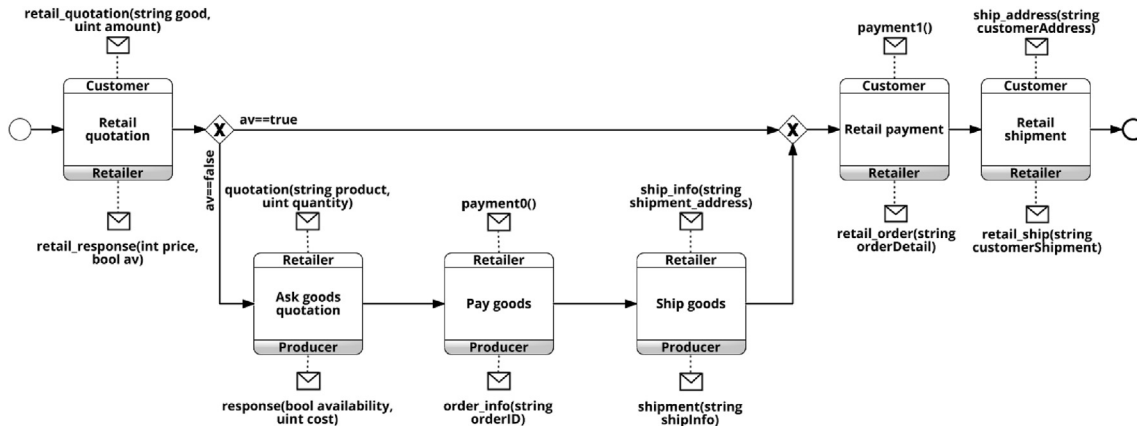 retail_quotation(string good,
uint amount)
Customer
Retail
quotation
Retailer
retail_response(int price,
bool av)
X
av==true
av==false
quotation(string product,
uint quantity)
Retailer
Ask goods
quotation
Producer
response(bool availability,
uint cost)
payment0()
Retailer
Pay goods
Producer
order_info(string
orderID)
ship_info(string
shipment_address)
Retailer
Ship goods
Producer
shipment(string
shipInfo)
X
payment1()
Customer
Retail payment
Retailer
retail_order(string
orderDetail)
ship_address(string
customerAddress)
Customer
Retail
shipment
Retailer
retail_ship(string
customerShipment)